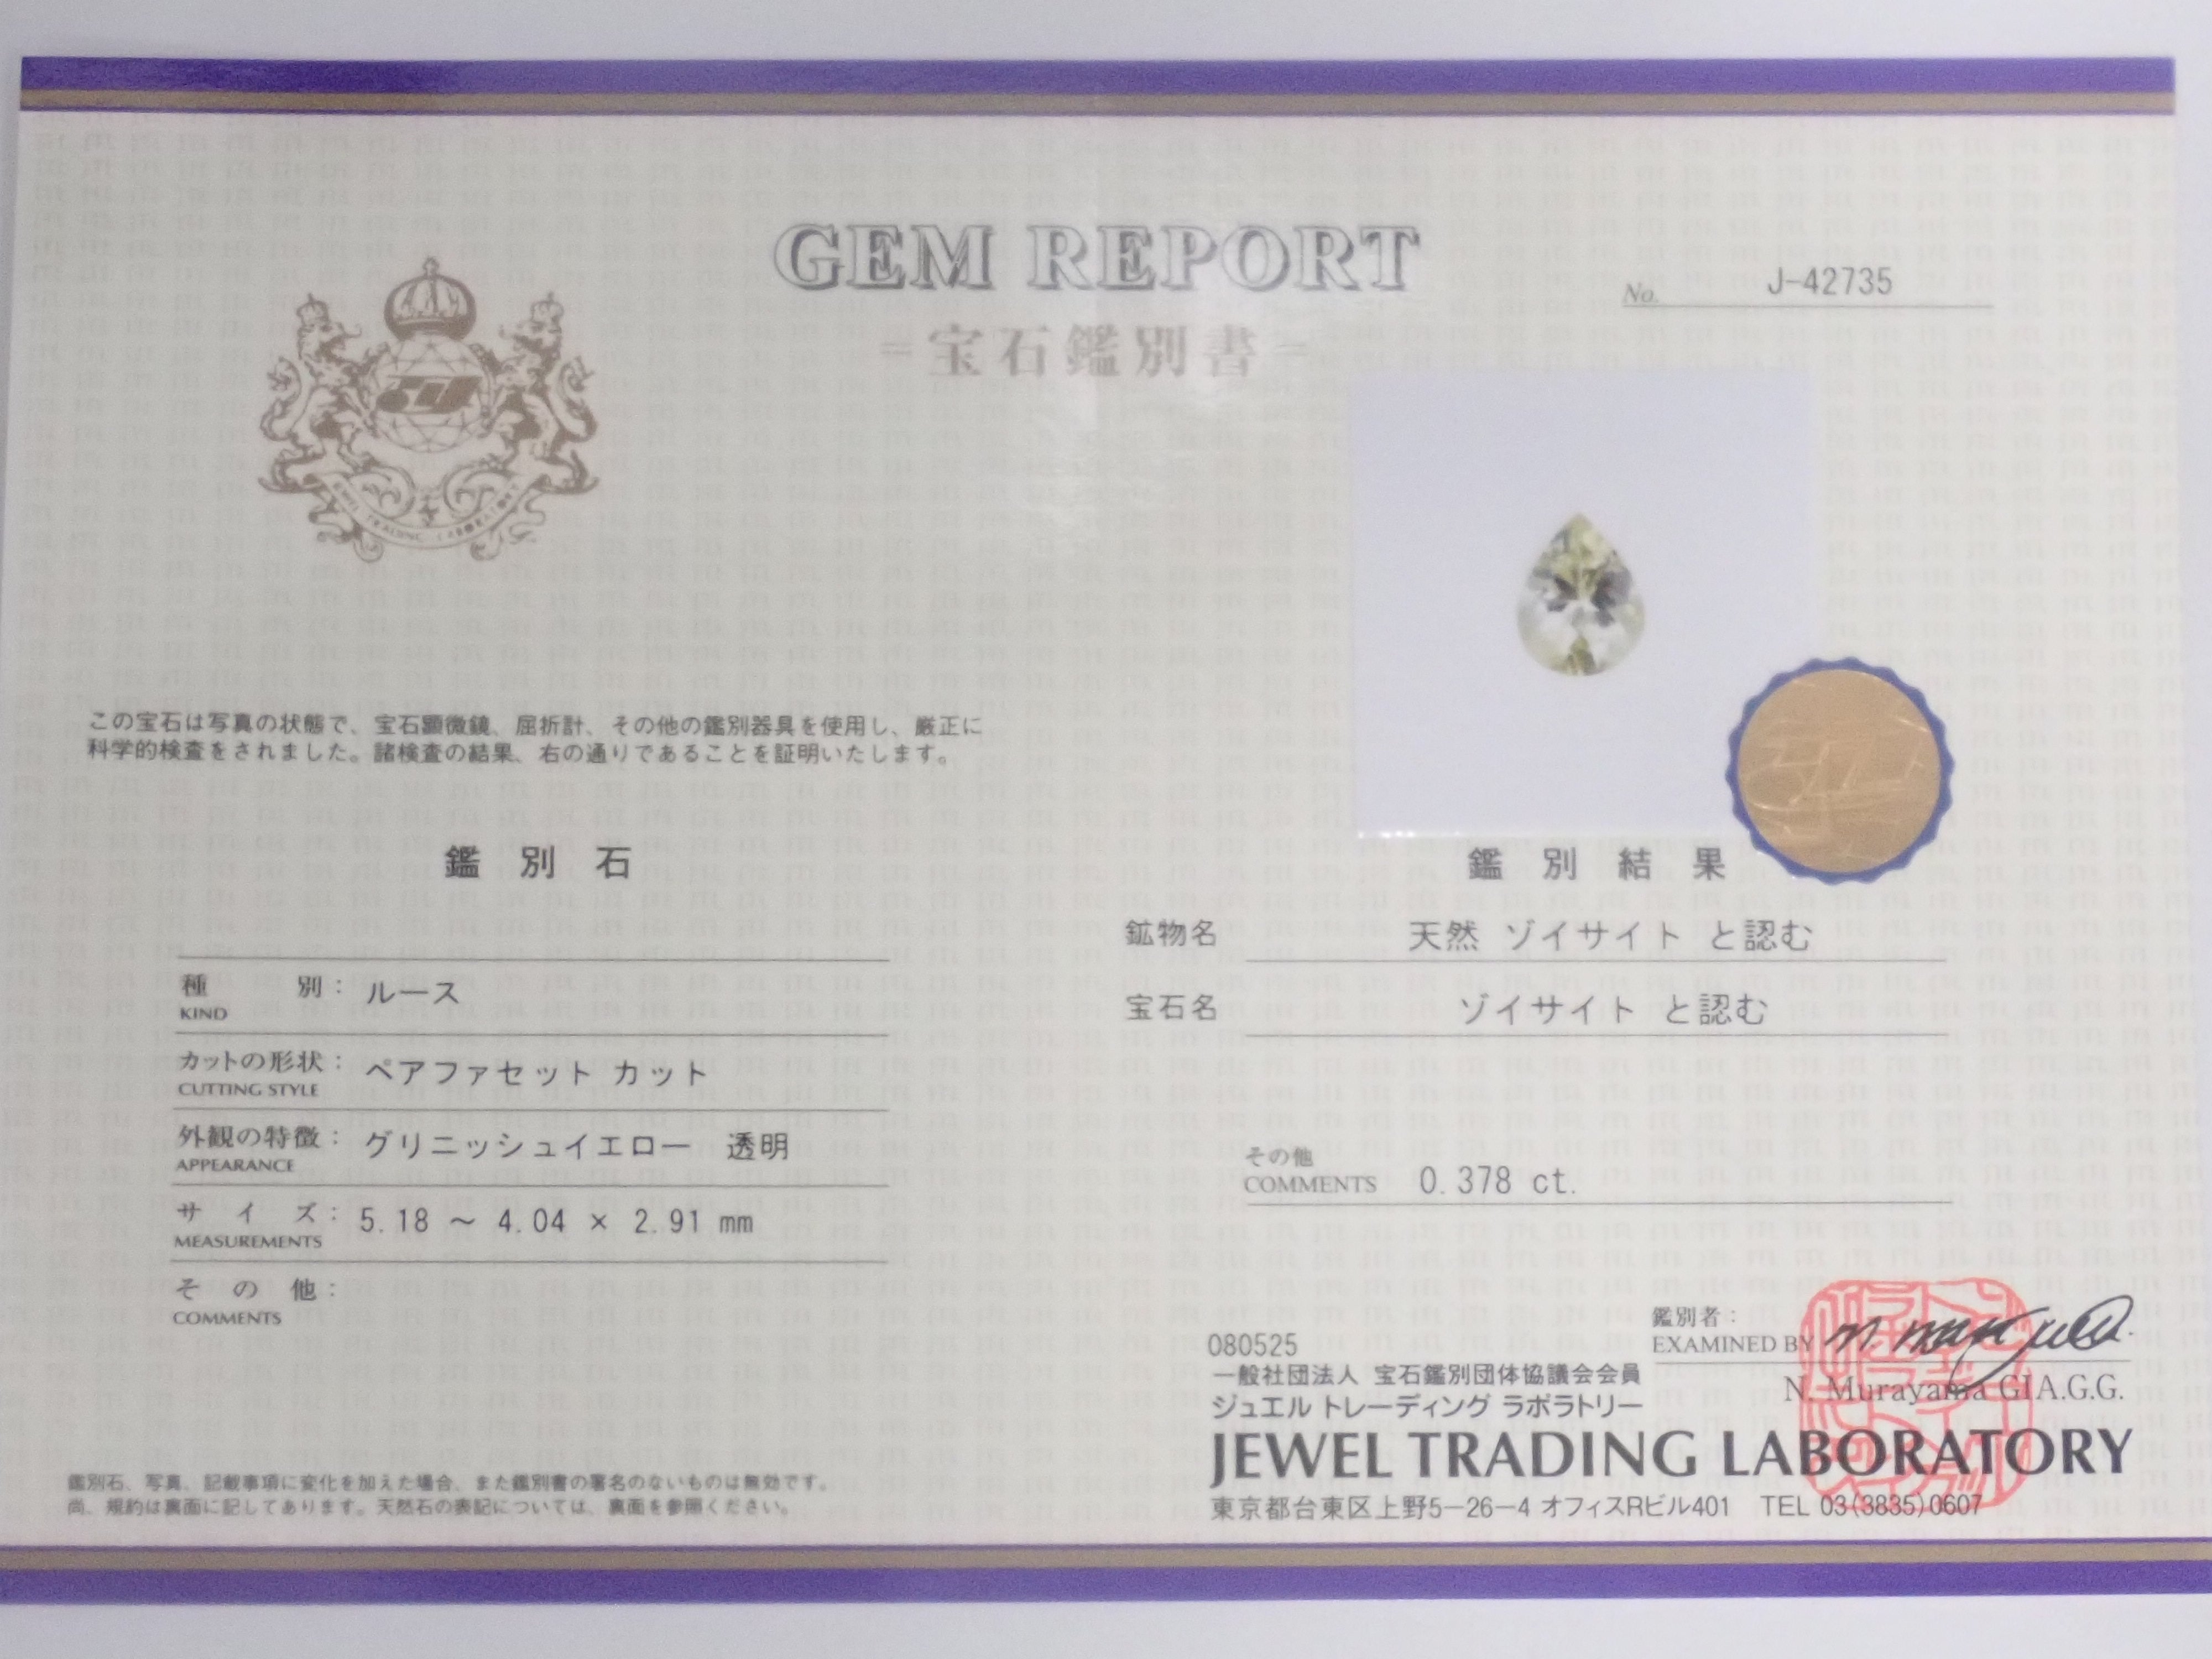 GEM REPORT
=宝石鑑別書=
No. J-42735
JEWEL TRADING LABORATORY
この宝石は写真の状態で、宝石顕微鏡、屈折計、その他の鑑別器具を使用し、厳正に
科学的検査をされました。諸検査の結果、右の通りであることを証明いたします。
鑑別石
種別: ルース
KIND
カットの形状: ペアファセット カット
CUTTING STYLE
外観の特徴: グリニッシュイエロー 透明
APPEARANCE
サイズ: 5.18 ～ 4.04 × 2.91 mm
MEASUREMENTS
その他:
COMMENTS
鑑別石、写真、記載事項に変化を加えた場合、また鑑別書の署名のないものは無効です。
尚、規約は裏面に記してあります。天然石の表記については、裏面を参照ください。
鑑別結果
鉱物名 天然 ゾイサイト と認む
宝石名 ゾイサイト と認む
その他
COMMENTS 0.378 ct.
鑑別者:
EXAMINED BY
N. Murayama GIA.G.G.
080525
一般社団法人 宝石鑑別団体協議会会員
ジュエル トレーディング ラボラトリー
JEWEL TRADING LABORATORY
東京都台東区上野5－26－4 オフィスRビル401 TEL 03(3835)0607